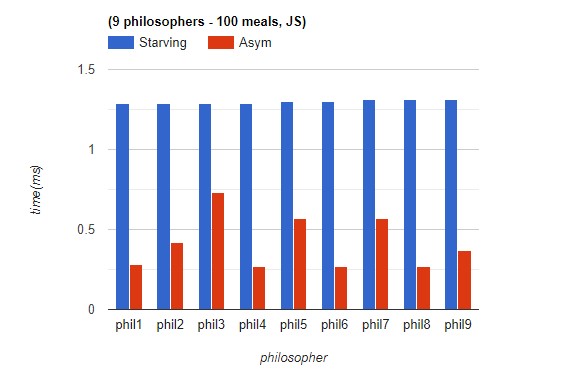 (9 philosophers - 100 meals, JS)
Starving Asym
1.5
1
0.5
0
time(ms)
phil1 phil2 phil3 phil4 phil5 phil6 phil7 phil8 phil9
philosopher